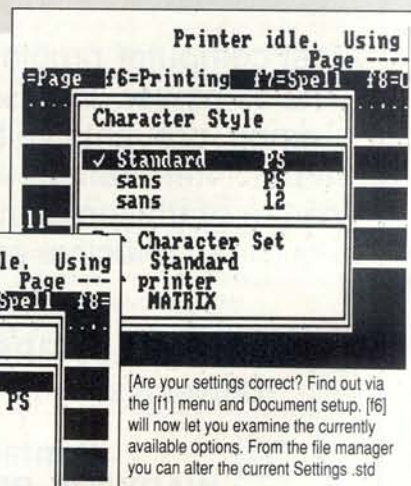 Printer idle. Using
Page ----
=Page f6=Printing f7=Spell f8=
Character Style
✓ Standard PS
sans PS
sans 12
Character Set
Standard
printer
MATRIX
le. Using
Page ---
Spell f8=
PS
[Are your settings correct? Find out via
the [f1] menu and Document setup. [f6]
will now let you examine the currently
available options. From the file manager
you can alter the current Settings .std